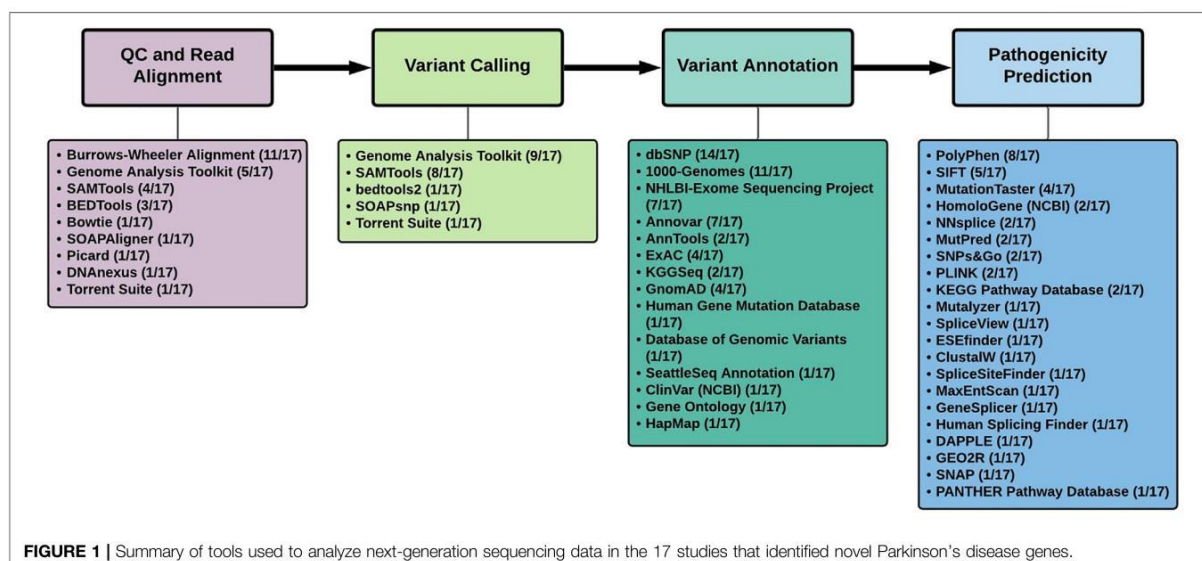 QC and Read
Alignment
Variant Calling
Variant Annotation
Pathogenicity
Prediction
• Burrows-Wheeler Alignment (11/17)
• Genome Analysis Toolkit (5/17)
• SAMTools (4/17)
• BEDTools (3/17)
• Bowtie (1/17)
• SOAPAligner (1/17)
• Picard (1/17)
• DNAnexus (1/17)
• Torrent Suite (1/17)
• Genome Analysis Toolkit (9/17)
• SAMTools (8/17)
• bedtools2 (1/17)
• SOAPsnp (1/17)
• Torrent Suite (1/17)
• dbSNP (14/17)
• 1000-Genomes (11/17)
• NHLBI-Exome Sequencing Project
(7/17)
• Annovar (7/17)
• AnnTools (2/17)
• ExAC (4/17)
• KGGSeq (2/17)
• GnomAD (4/17)
• Human Gene Mutation Database
(1/17)
• Database of Genomic Variants
(1/17)
• SeattleSeq Annotation (1/17)
• ClinVar (NCBI) (1/17)
• Gene Ontology (1/17)
• HapMap (1/17)
• PolyPhen (8/17)
• SIFT (5/17)
• MutationTaster (4/17)
• HomoloGene (NCBI) (2/17)
• NNsplice (2/17)
• MutPred (2/17)
• SNPs&Go (2/17)
• PLINK (2/17)
• KEGG Pathway Database (2/17)
• Mutalyzer (1/17)
• SpliceView (1/17)
• ESEfinder (1/17)
• ClustalW (1/17)
• SpliceSiteFinder (1/17)
• MaxEntScan (1/17)
• GeneSplicer (1/17)
• Human Splicing Finder (1/17)
• DAPPLE (1/17)
• GEO2R (1/17)
• SNAP (1/17)
• PANTHER Pathway Database (1/17)
FIGURE 1 | Summary of tools used to analyze next-generation sequencing data in the 17 studies that identified novel Parkinson's disease genes.